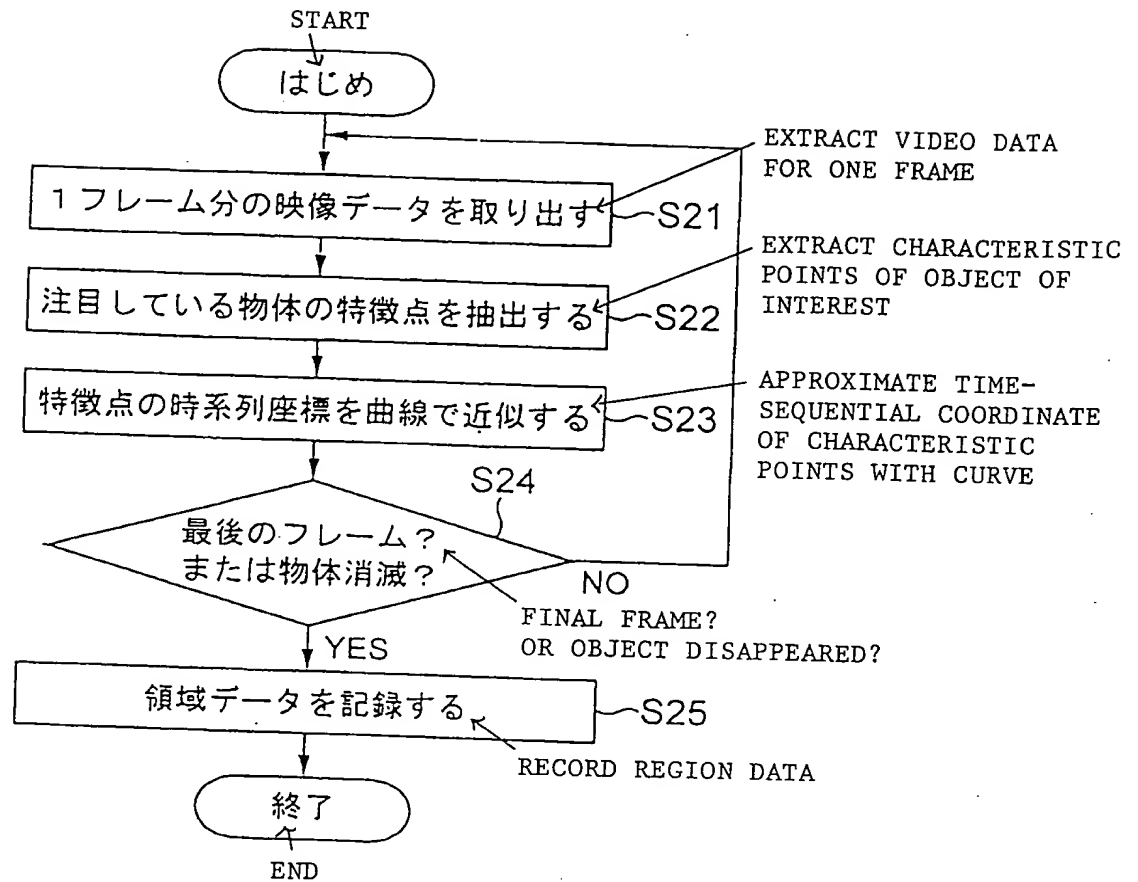 START
はじめ
EXTRACT VIDEO DATA
FOR ONE FRAME
1フレーム分の映像データを取り出す
S21
EXTRACT CHARACTERISTIC
POINTS OF OBJECT OF
INTEREST
注目している物体の特徴点を抽出する
S22
APPROXIMATE TIME-
SEQUENTIAL COORDINATE
OF CHARACTERISTIC
POINTS WITH CURVE
特徴点の時系列座標を曲線で近似する
S23
S24
最後のフレーム?
または物体消滅?
NO
FINAL FRAME?
OR OBJECT DISAPPEARED?
YES
領域データを記録する
S25
RECORD REGION DATA
終了
END